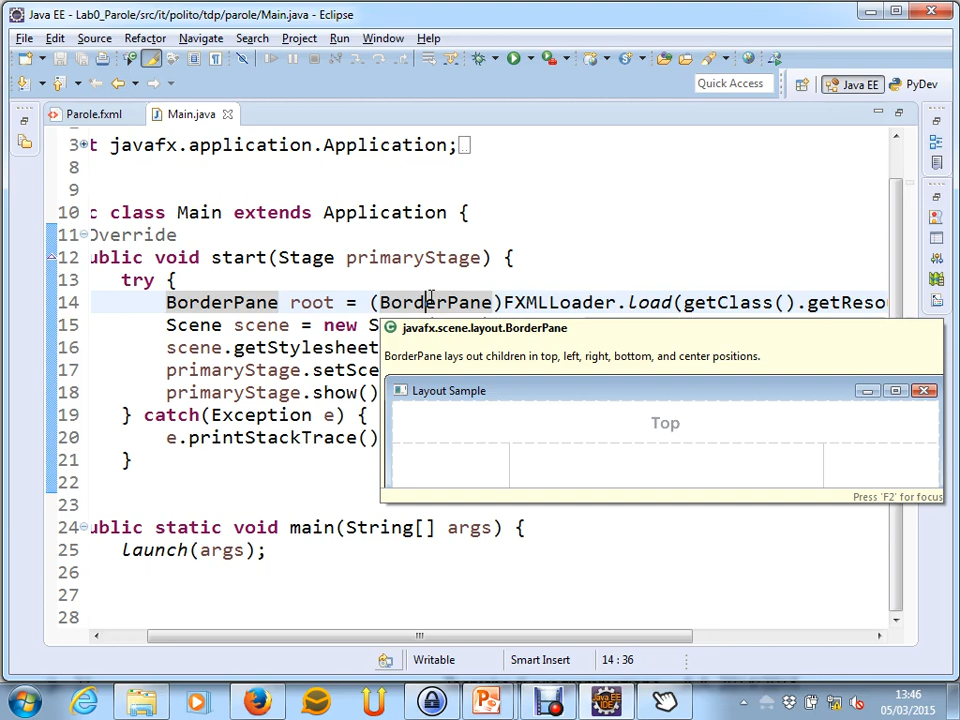 Java EE - Lab0_Parole/src/it/polito/tdp/parole/Main.java - Eclipse
File Edit Source Refactor Navigate Search Project Run Window Help
Quick Access
Java EE
PyDev
Parole.fxml
Main.java
3 t javafx.application.Application;
8
9
10 c class Main extends Application {
11 Override
12 ublic void start(Stage primaryStage) {
13 try {
14 BorderPane root = (BorderPane)FXMLLoader.load(getClass().getReso
15 Scene scene = new S
16 scene.getStylesheet
17 primaryStage.setSce
18 primaryStage.show()
19 } catch(Exception e) {
20 e.printStackTrace()
21 }
22
23
24 ublic static void main(String[] args) {
25 launch(args);
26
27
28
javafx.scene.layout.BorderPane
BorderPane lays out children in top, left, right, bottom, and center positions.
Layout Sample
Top
Press 'F2' for focus
Writable
Smart Insert
14 : 36
Java EE
IDE
13:46
05/03/2015